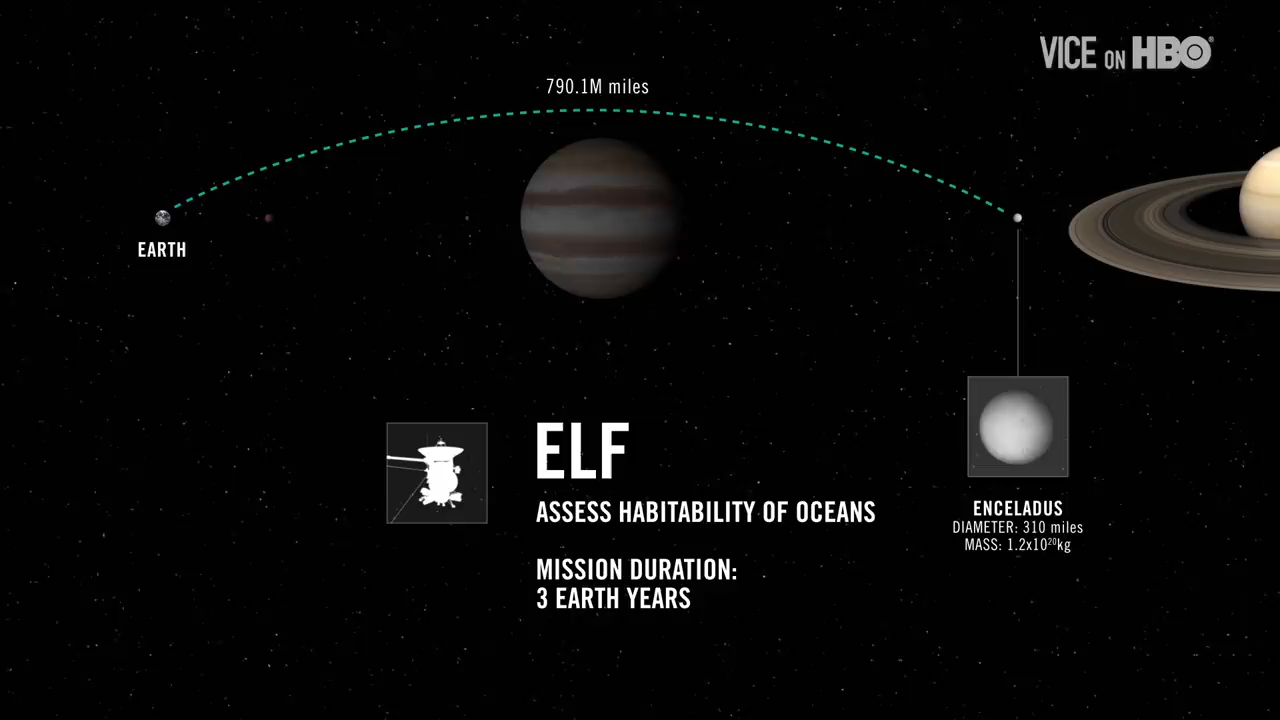 VICE ON HBO®
790.1M miles
EARTH
ELF
ASSESS HABITABILITY OF OCEANS
MISSION DURATION:
3 EARTH YEARS
ENCELADUS
DIAMETER: 310 miles
MASS: 1.2x10²⁰kg